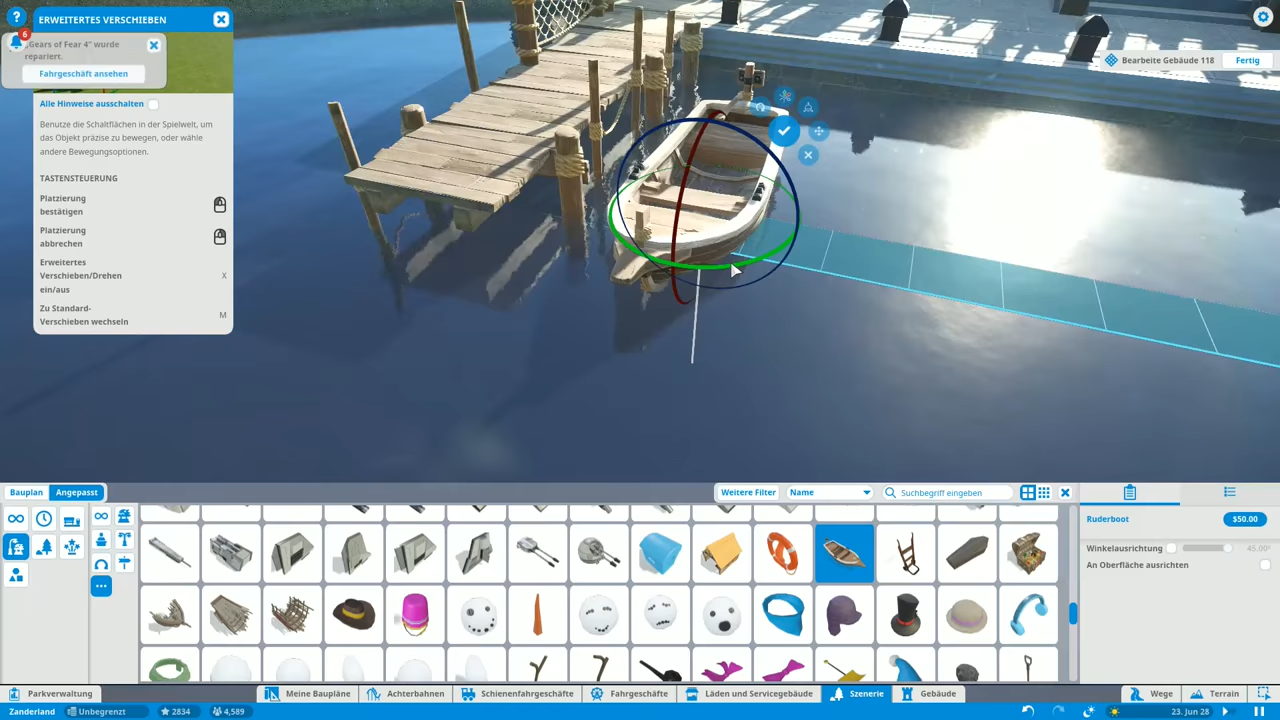 ?
ERWEITERTES VERSCHIEBEN
6
„Gears of Fear 4" wurde
repariert.
Fahrgeschäft ansehen
Alle Hinweise ausschalten
Benutze die Schaltflächen in der Spielwelt, um
das Objekt präzise zu bewegen, oder wähle
andere Bewegungsoptionen.
TASTENSTEUERUNG
Platzierung
bestätigen
Platzierung
abbrechen
Erweitertes
Verschieben/Drehen
ein/aus
X
Zu Standard-
Verschieben wechseln
M
Bearbeite Gebäude 118
Fertig
Bauplan
Angepasst
Weitere Filter
Name
Suchbegriff eingeben
Ruderboot
$50.00
Winkelausrichtung
45.00°
An Oberfläche ausrichten
Parkverwaltung
Meine Baupläne
Achterbahnen
Schienenfahrgeschäfte
Fahrgeschäfte
Läden und Servicegebäude
Szenerie
Gebäude
Wege
Terrain
Zanderland
Unbegrenzt
2834
4,589
23. Jun 28